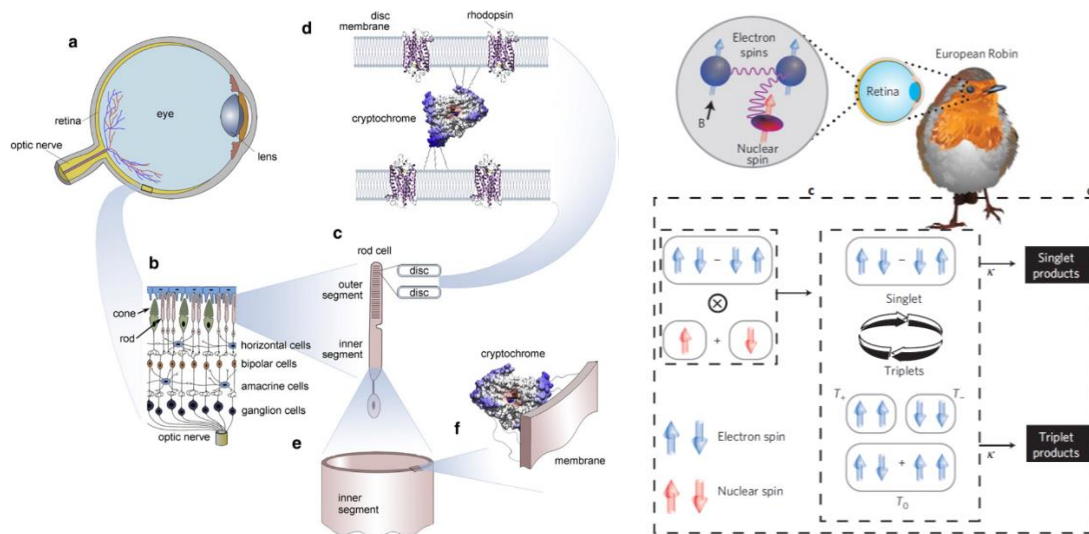 a
retina
optic nerve
eye
lens
d
disc
membrane
rhodopsin
cryptochrome
b
cone
rod
horizontal cells
bipolar cells
amacrine cells
ganglion cells
optic nerve
c
rod cell
outer
segment
inner
segment
disc
disc
e
inner
segment
f
cryptochrome
membrane
Electron
spins
B
Nuclear
spin
Retina
European Robin
c
−
⊗
+
Electron spin
Nuclear spin
−
Singlet
Triplets
T+
T−
+
T0
κ
Singlet
products
κ
Triplet
products